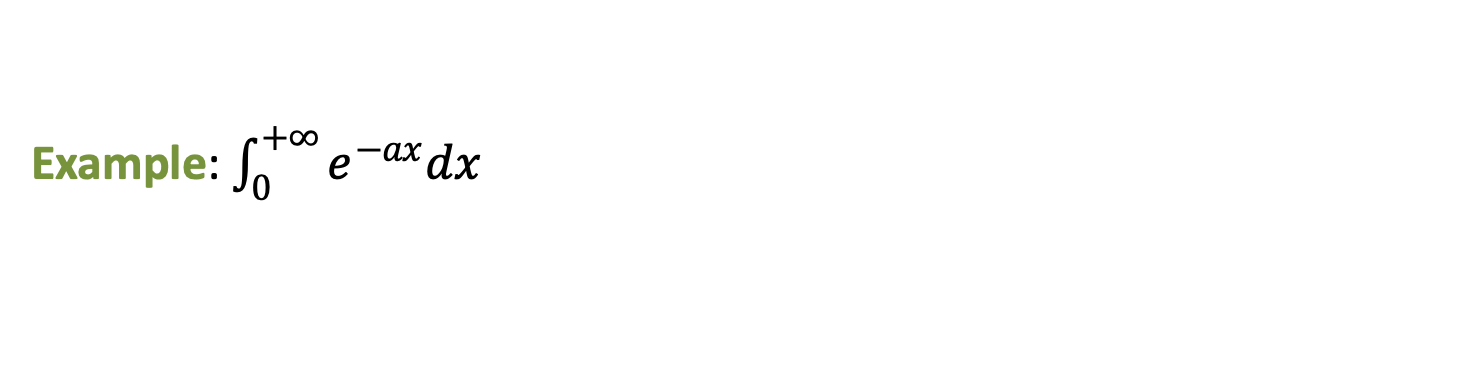 Example: ∫₀⁺∞ e⁻ᵃˣ dx